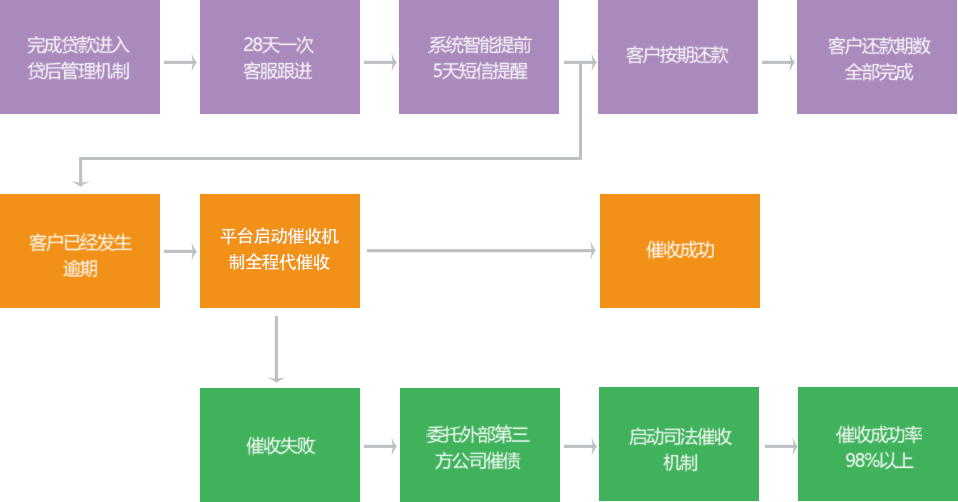 完成贷款进入
贷后管理机制
28天一次
客服跟进
系统智能提前
5天短信提醒
客户按期还款
客户还款期数
全部完成
客户已经发生
逾期
平台启动催收机
制全程代催收
催收成功
催收失败
委托外部第三
方公司催债
启动司法催收
机制
催收成功率
98%以上